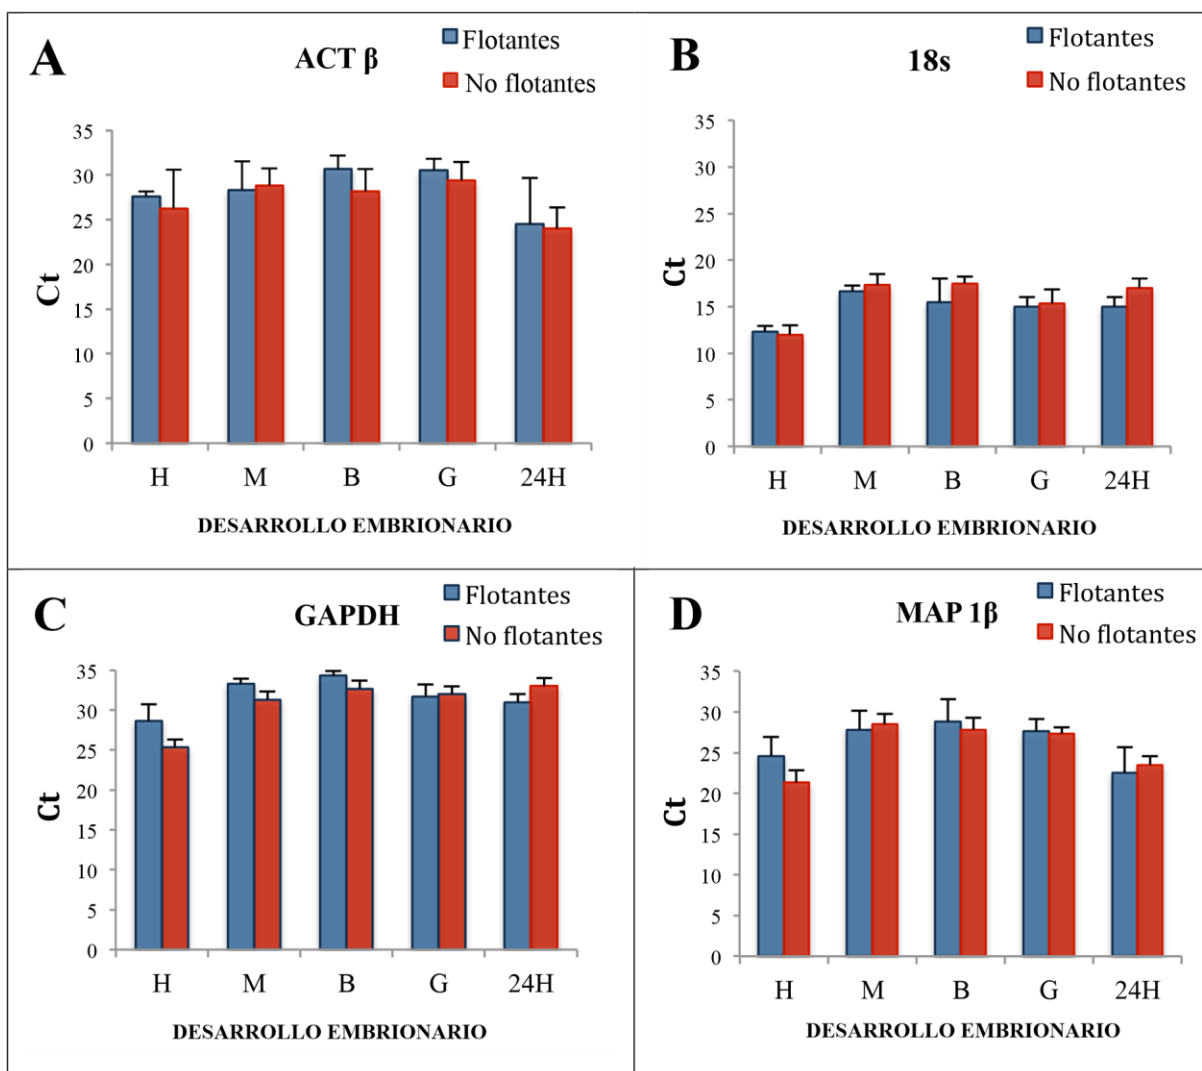 A
ACT β
Flotantes
No flotantes
Ct
35
30
25
20
15
10
5
0
H M B G 24H
DESARROLLO EMBRIONARIO
B
18s
Flotantes
No flotantes
Ct
35
30
25
20
15
10
5
0
H M B G 24H
DESARROLLO EMBRIONARIO
C
GAPDH
Flotantes
No flotantes
Ct
35
30
25
20
15
10
5
0
H M B G 24H
DESARROLLO EMBRIONARIO
D
MAP 1β
Flotantes
No flotantes
Ct
35
30
25
20
15
10
5
0
H M B G 24H
DESARROLLO EMBRIONARIO